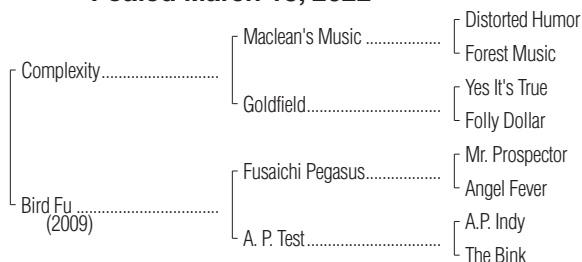 Foaled March 2022
Distorted Humor
Maclean's Music ....................
Forest Music
Complexity................................
Yes It's True
Goldfield...................................
Folly Dollar
Mr. Prospector
Fusaichi Pegasus....................
Angel Fever
Bird Fu ......................................
(2009)
A.P. Indy
A. P. Test...................................
The Bink